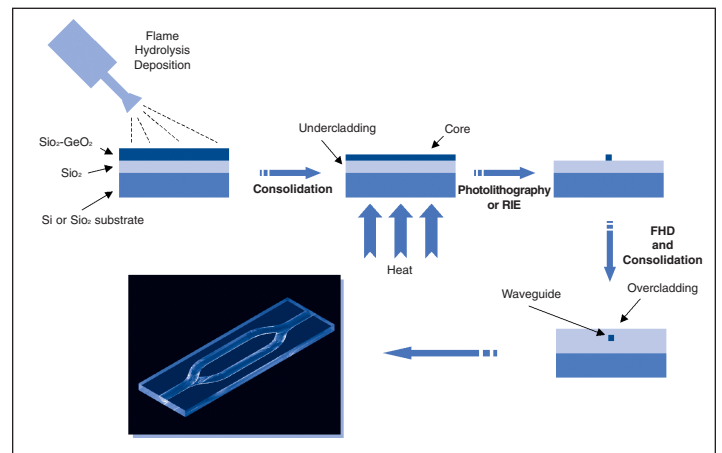 Flame
Hydrolysis
Deposition
Sio₂-GeO₂
Sio₂
Si or Sio₂ substrate
Consolidation
Undercladding
Core
Heat
Photolithography
or RIE
FHD
and
Consolidation
Waveguide
Overcladding